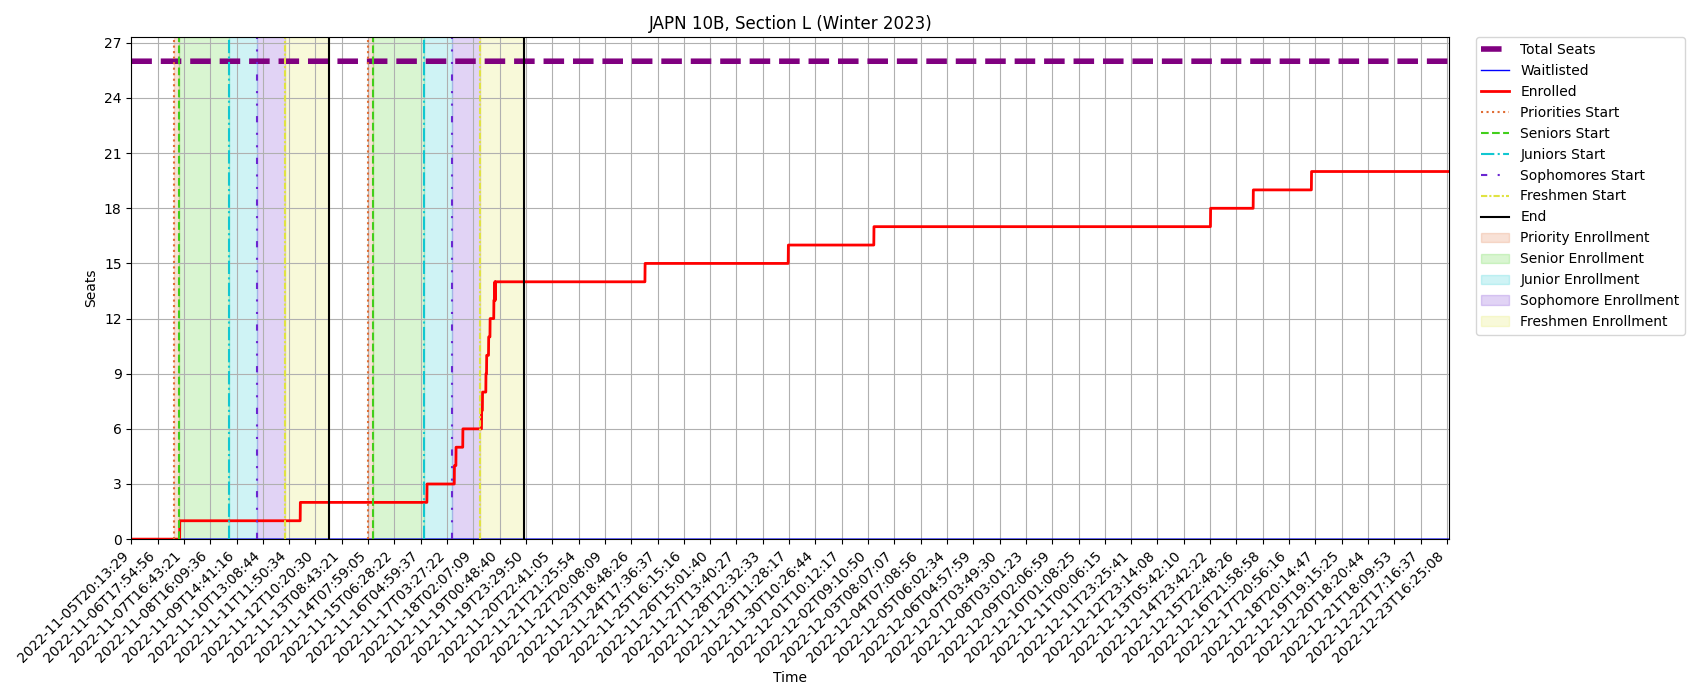 JAPN 10B, Section L (Winter 2023)
Seats
27
24
21
18
15
12
9
6
3
0
2022-11-05T20:13:29
2022-11-06T17:54:56
2022-11-07T16:43:21
2022-11-08T16:09:36
2022-11-09T14:41:16
2022-11-10T13:08:44
2022-11-11T11:50:34
2022-11-12T10:20:30
2022-11-13T08:43:21
2022-11-14T07:59:05
2022-11-15T06:28:22
2022-11-16T04:59:37
2022-11-17T03:27:22
2022-11-18T02:07:09
2022-11-19T00:48:40
2022-11-19T23:29:50
2022-11-20T22:41:05
2022-11-21T21:25:54
2022-11-22T20:08:09
2022-11-23T18:48:26
2022-11-24T17:36:37
2022-11-25T16:15:16
2022-11-26T15:01:40
2022-11-27T13:40:27
2022-11-28T12:32:33
2022-11-29T11:28:17
2022-11-30T10:26:44
2022-12-01T10:12:17
2022-12-02T09:10:50
2022-12-03T08:07:07
2022-12-04T07:08:56
2022-12-05T06:02:34
2022-12-06T04:57:59
2022-12-07T03:49:30
2022-12-08T03:01:23
2022-12-09T02:06:59
2022-12-10T01:08:25
2022-12-11T00:06:15
2022-12-11T23:25:41
2022-12-12T23:14:08
2022-12-13T05:42:10
2022-12-14T23:42:22
2022-12-15T22:48:26
2022-12-16T21:58:58
2022-12-17T20:56:16
2022-12-18T20:14:47
2022-12-19T19:15:25
2022-12-20T18:20:44
2022-12-21T18:09:53
2022-12-22T17:16:37
2022-12-23T16:25:08
Time
Total Seats
Waitlisted
Enrolled
Priorities Start
Seniors Start
Juniors Start
Sophomores Start
Freshmen Start
End
Priority Enrollment
Senior Enrollment
Junior Enrollment
Sophomore Enrollment
Freshmen Enrollment